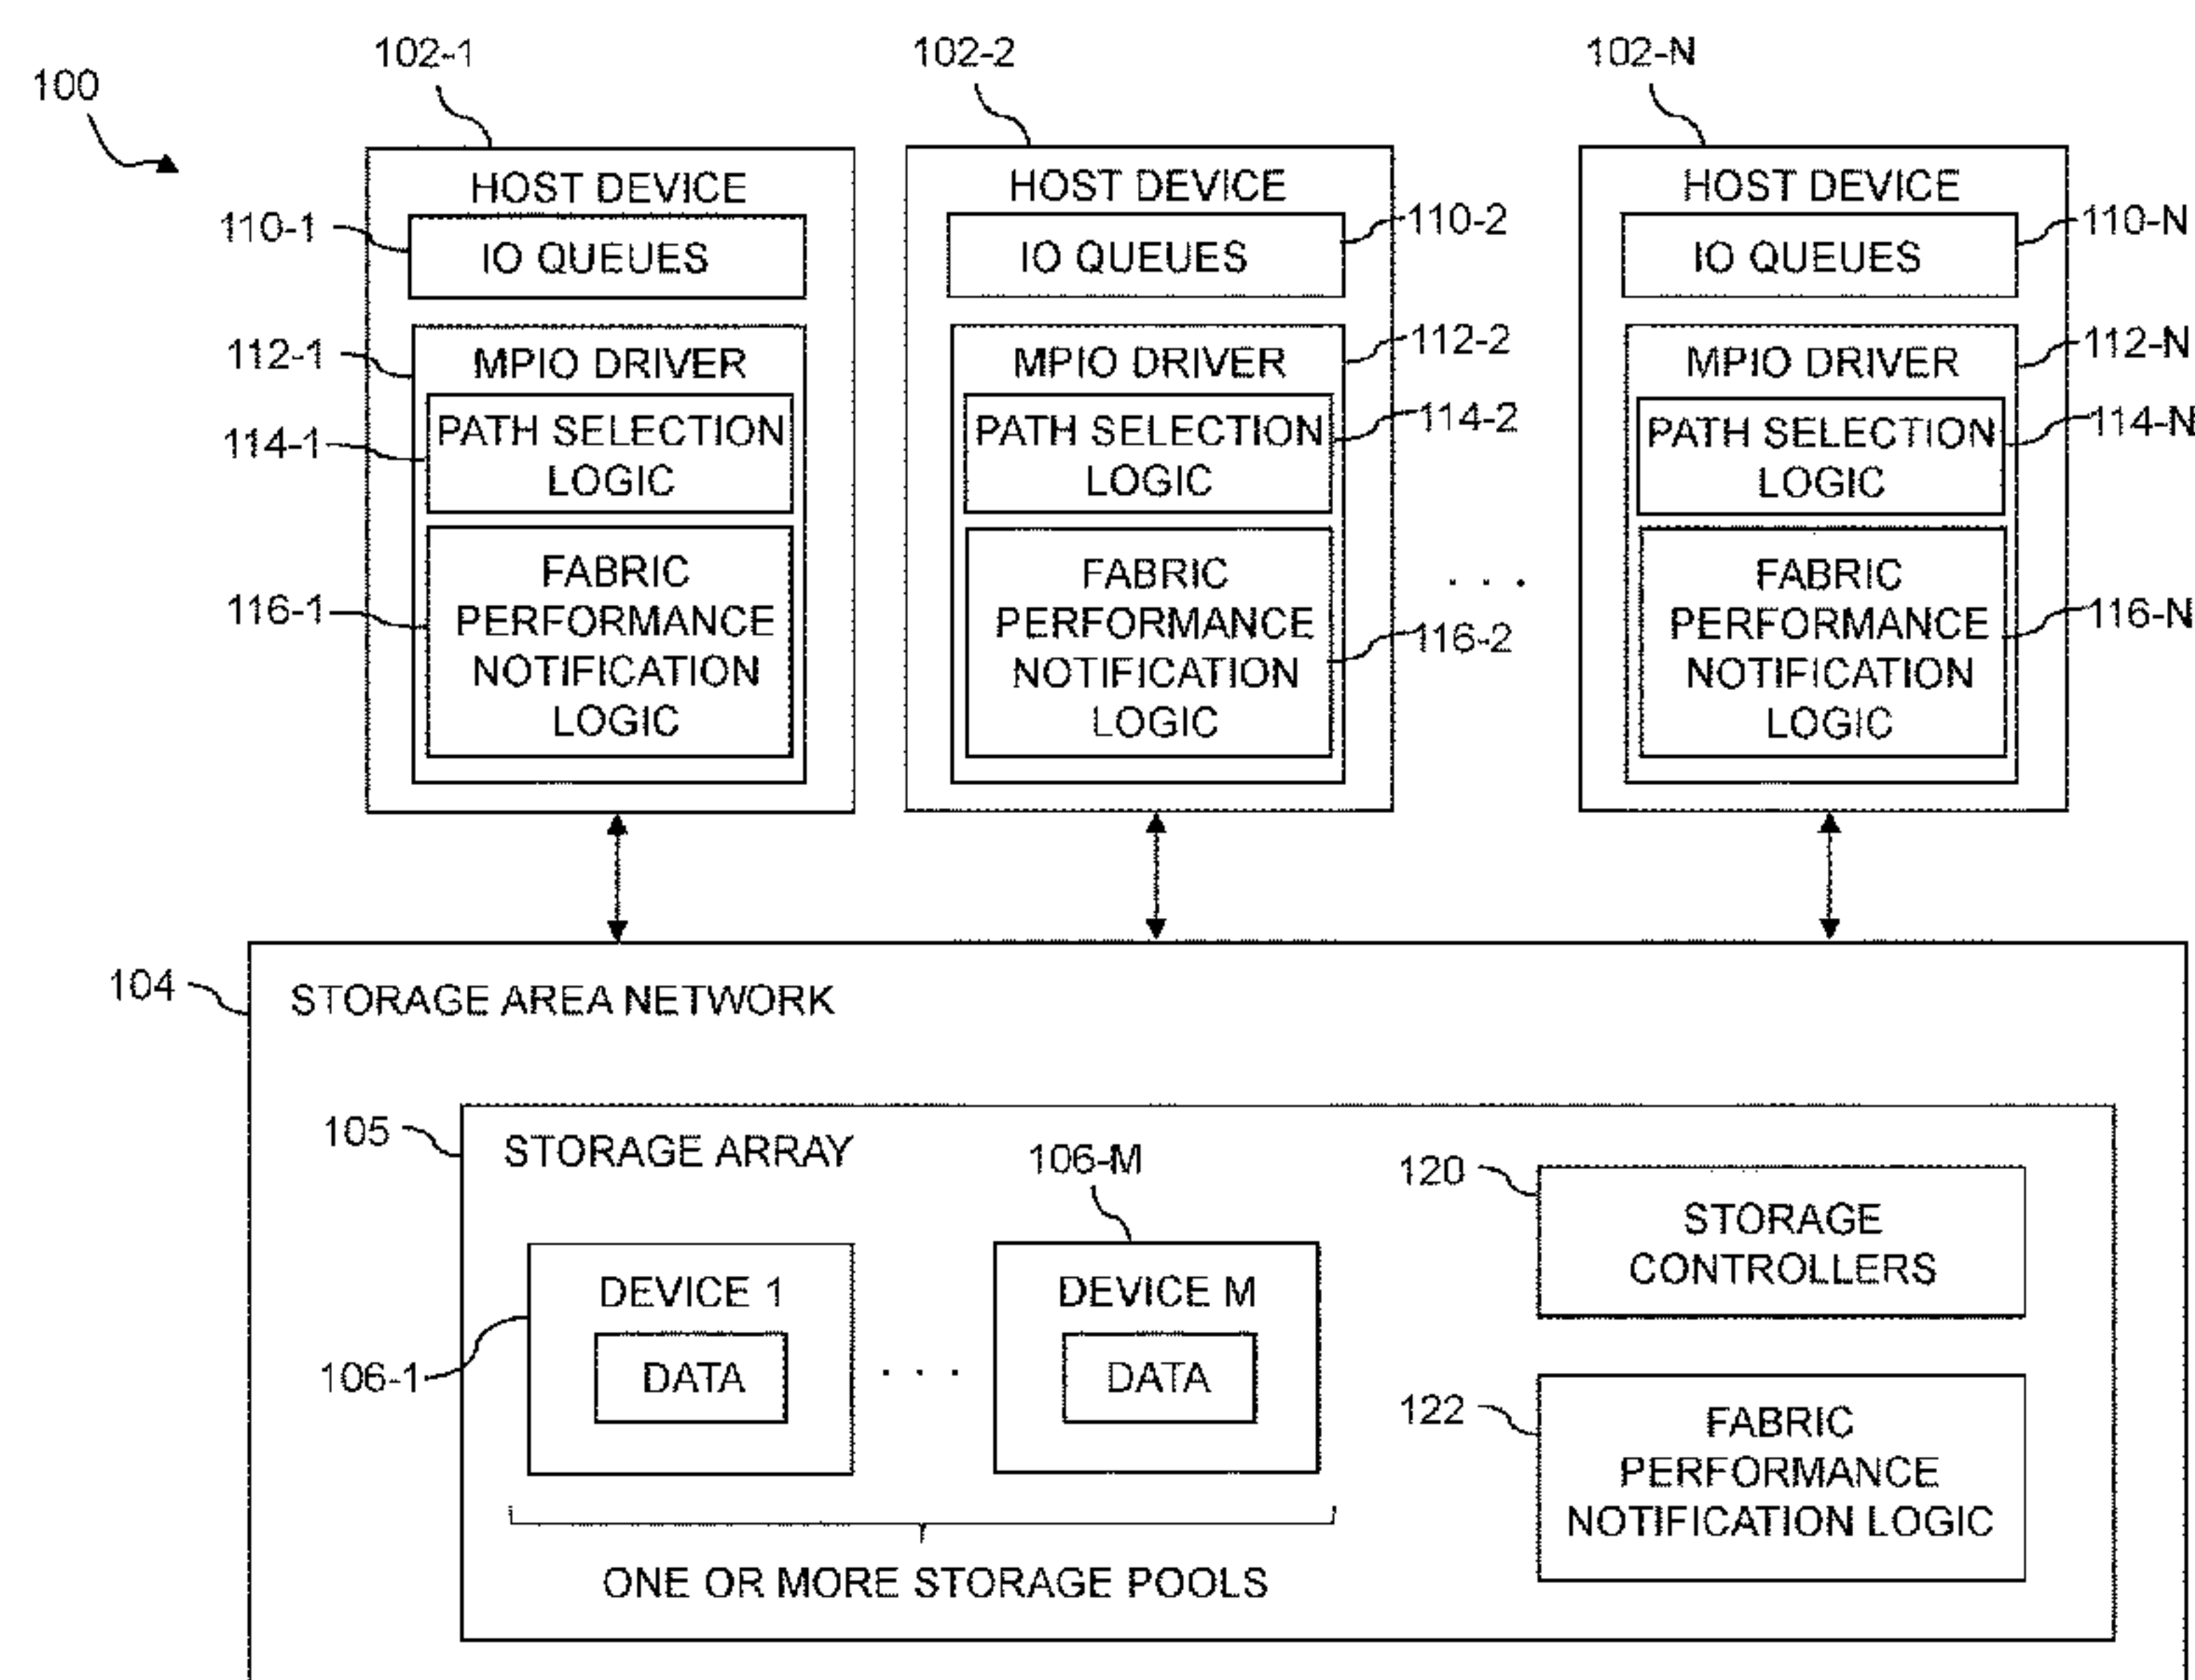 100
102-1
102-2
102-N
HOST DEVICE
110-1
IO QUEUES
112-1
MPIO DRIVER
114-1
PATH SELECTION
LOGIC
116-1
FABRIC
PERFORMANCE
NOTIFICATION
LOGIC
HOST DEVICE
110-2
IO QUEUES
112-2
MPIO DRIVER
114-2
PATH SELECTION
LOGIC
116-2
FABRIC
PERFORMANCE
NOTIFICATION
LOGIC
. . .
HOST DEVICE
110-N
IO QUEUES
112-N
MPIO DRIVER
114-N
PATH SELECTION
LOGIC
116-N
FABRIC
PERFORMANCE
NOTIFICATION
LOGIC
104
STORAGE AREA NETWORK
105
STORAGE ARRAY
106-1
DEVICE 1
DATA
. . .
106-M
DEVICE M
DATA
ONE OR MORE STORAGE POOLS
120
STORAGE
CONTROLLERS
122
FABRIC
PERFORMANCE
NOTIFICATION LOGIC